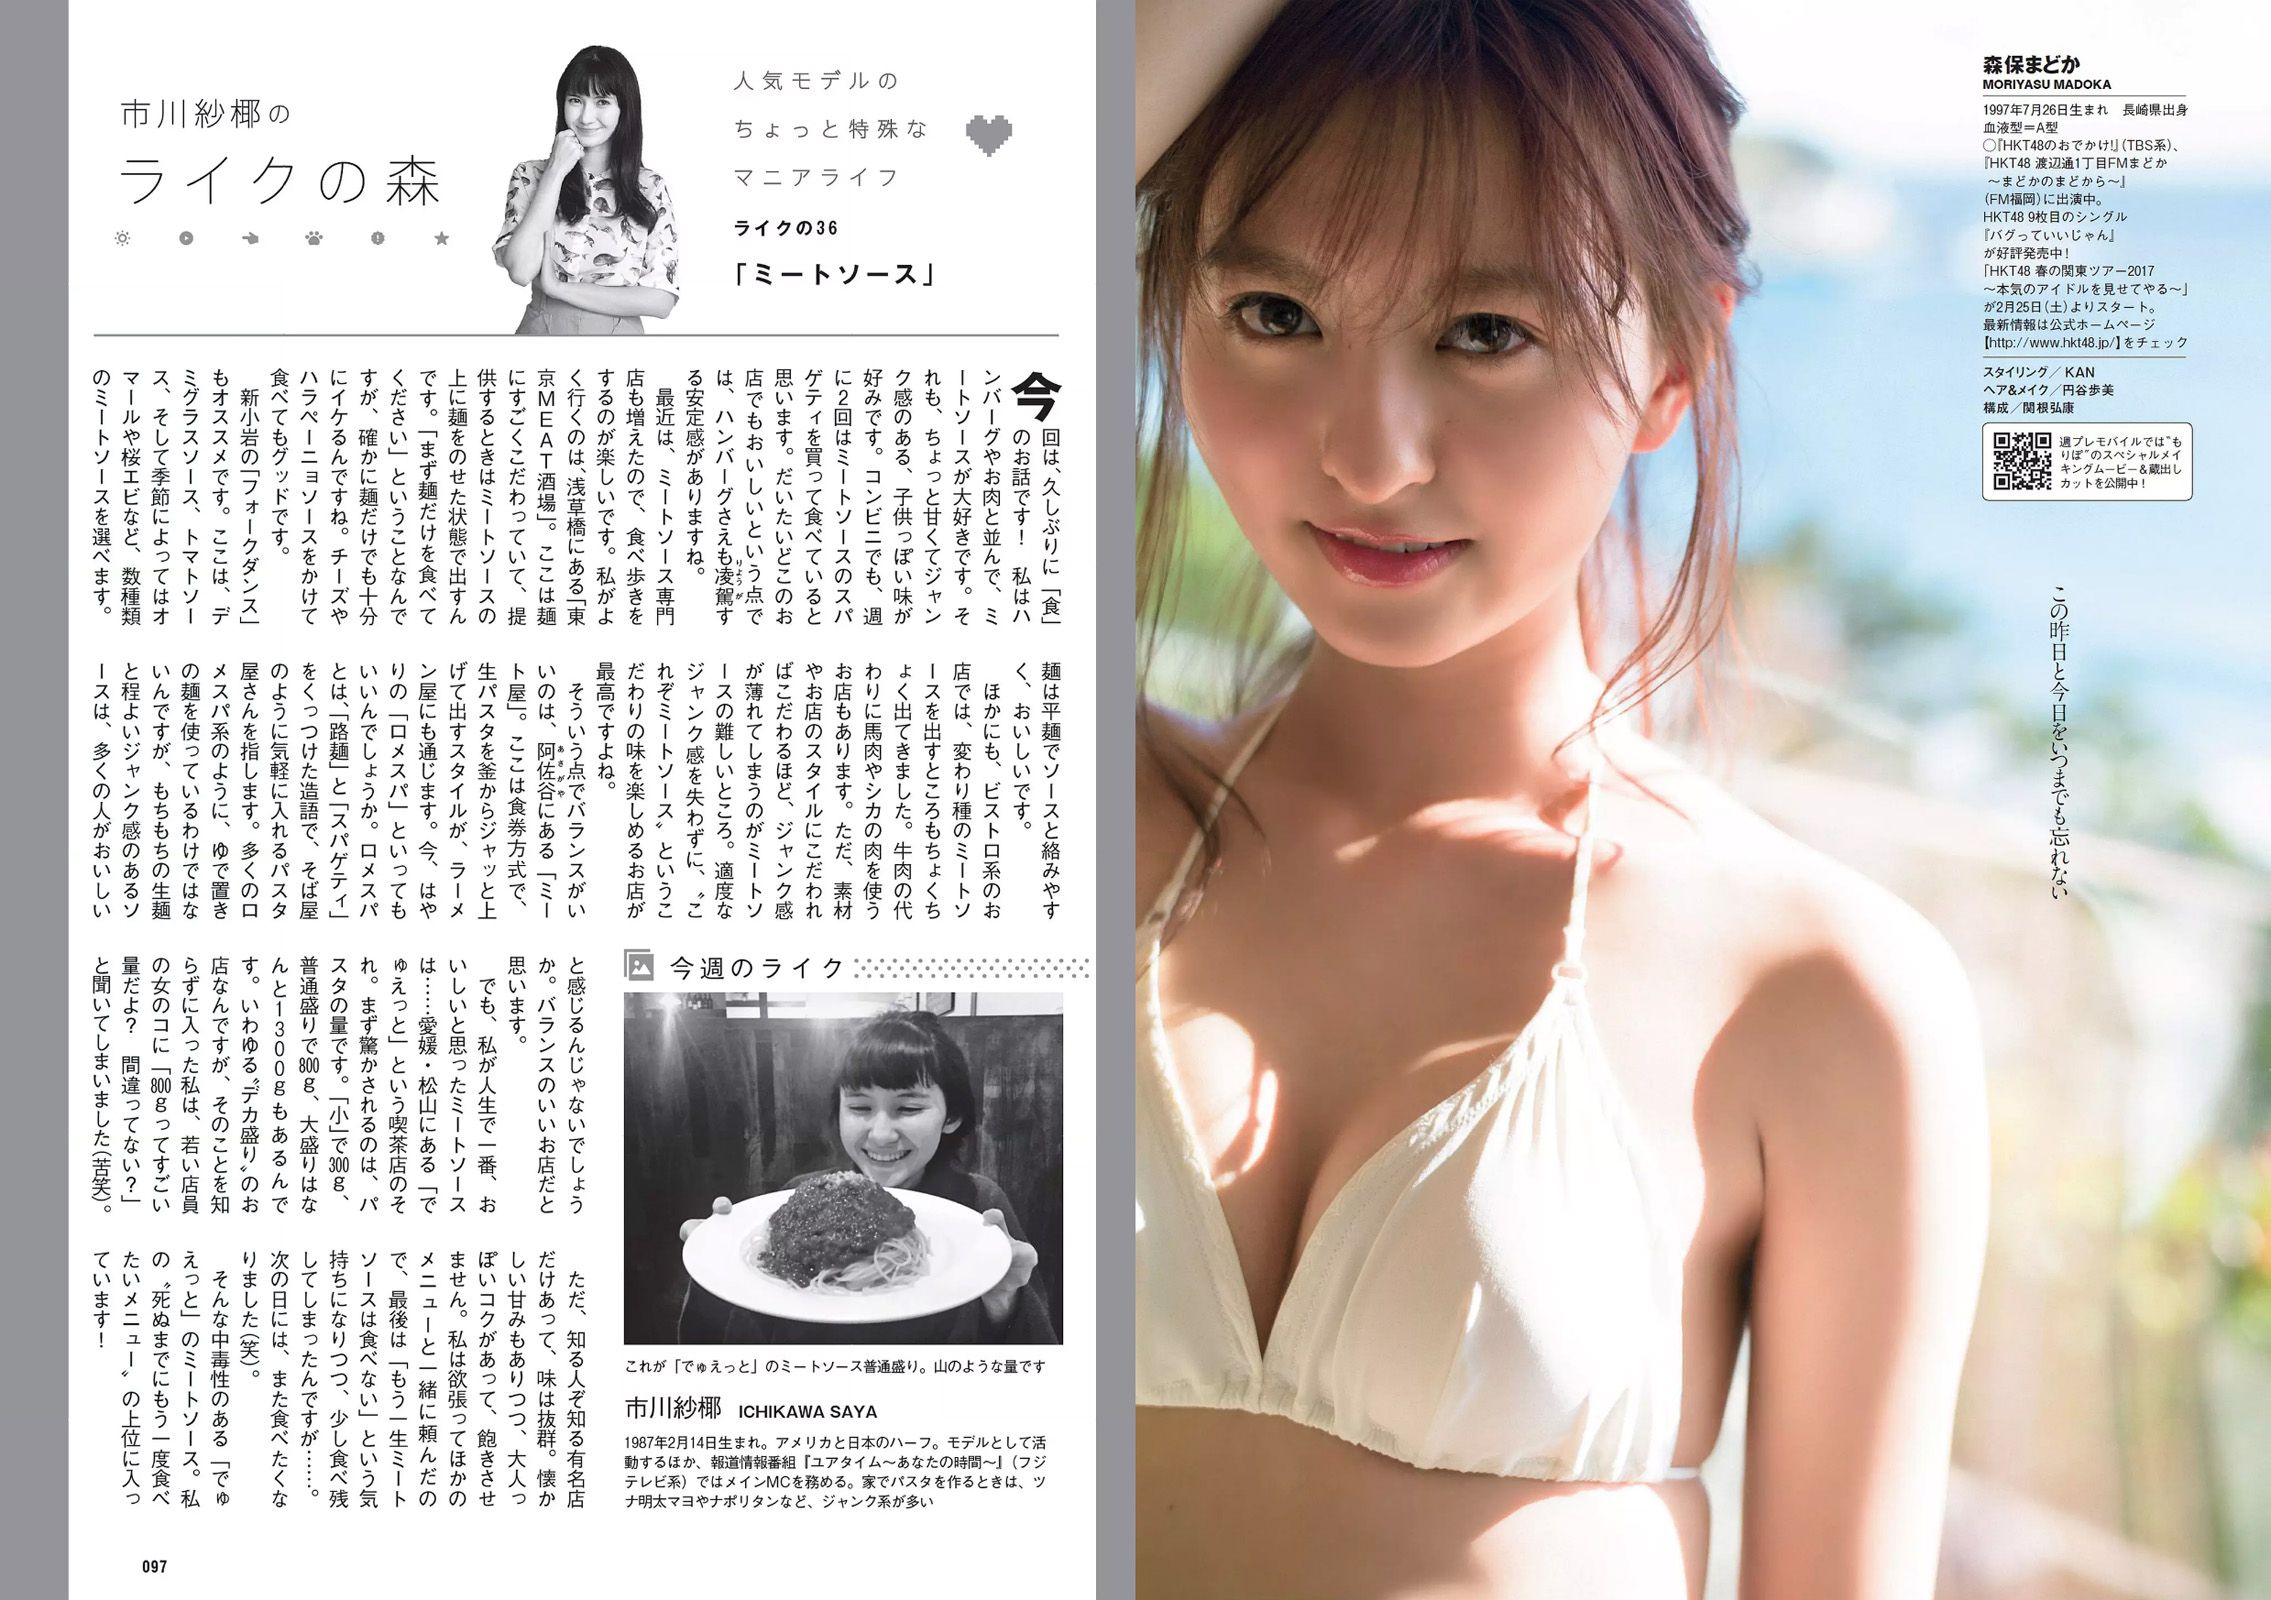 市川紗椰の
ライクの森
人気モデルの
ちょっと特殊な
マニアライフ
ライクの36
「ミートソース」
今回は、久しぶりに「食」
のお話です！　私はハ
ンバーグやお肉と並んで、ミ
ートソースが大好きです。そ
れも、ちょっと甘くてジャン
ク感のある、子供っぽい味が
好みです。コンビニでも、週
に2回はミートソースのスパ
ゲティを買って食べていると
思います。だいたいどこのお
店でもおいしいという点で
は、ハンバーグさえも凌駕す
りょうが
る安定感がありますね。
最近は、ミートソース専門
店も増えたので、食べ歩きを
するのが楽しいです。私がよ
く行くのは、浅草橋にある「東
京MEAT酒場」。ここは麺
にすごくこだわっていて、提
供するときはミートソースの
上に麺をのせた状態で出すん
です。「まず麺だけを食べて
ください」ということなんで
すが、確かに麺だけでも十分
にイケるんですね。チーズや
ハラペーニョソースをかけて
食べてもグッドです。
新小岩の「フォークダンス」
もオススメです。ここは、デ
ミグラスソース、トマトソー
ス、そして季節によってはオ
マールや桜エビなど、数種類
のミートソースを選べます。
麺は平麺でソースと絡みやす
く、おいしいです。
ほかにも、ビストロ系のお
店では、変わり種のミートソ
ースを出すところもちょくち
ょく出てきました。牛肉の代
わりに馬肉やシカの肉を使う
お店もあります。ただ、素材
やお店のスタイルにこだわれ
ばこだわるほど、ジャンク感
が薄れてしまうのがミートソ
ースの難しいところ。適度な
ジャンク感を失わずに、〝こ
れぞミートソース〟というこ
だわりの味を楽しめるお店が
最高ですよね。
そういう点でバランスがい
いのは、阿佐谷にある「ミー
あさがや
ト屋」。ここは食券方式で、
生パスタを釜からジャッと上
げて出すスタイルが、ラーメ
ン屋にも通じます。今、はや
りの「ロメスパ」といっても
いいんでしょうか。ロメスパ
とは、「路麺」と「スパゲティ」
をくっつけた造語で、そば屋
のように気軽に入れるパスタ
屋さんを指します。多くのロ
メスパ系のように、ゆで置き
の麺を使っているわけではな
いんですが、もちもちの生麺
と程よいジャンク感のあるソ
ースは、多くの人がおいしい
と感じるんじゃないでしょう
か。バランスのいいお店だと
思います。
でも、私が人生で一番、お
いしいと思ったミートソース
は……愛媛・松山にある「で
ゅえっと」という喫茶店のそ
れ。まず驚かされるのは、パ
スタの量です。「小」で300g、
普通盛りで800g、大盛りはな
んと1300gもあるんで
す。いわゆる〝デカ盛り〟のお
店なんですが、そのことを知
らずに入った私は、若い店員
の女のコに「800gってすごい
量だよ？　間違ってない？」
と聞いてしまいました(苦笑)。
ただ、知る人ぞ知る有名店
だけあって、味は抜群。懐か
しい甘みもありつつ、大人っ
ぽいコクがあって、飽きさせ
ません。私は欲張ってほかの
メニューと一緒に頼んだの
で、最後は「もう一生ミート
ソースは食べない」という気
持ちになりつつ、少し食べ残
してしまったんですが……。
次の日には、また食べたくな
りました(笑)。
そんな中毒性のある「でゅ
えっと」のミートソース。私
の〝死ぬまでにもう一度食べ
たいメニュー〟の上位に入っ
ています！
今週のライク
これが「でゅえっと」のミートソース普通盛り。山のような量です
市川紗椰 ICHIKAWA SAYA
1987年2月14日生まれ。アメリカと日本のハーフ。モデルとして活
動するほか、報道情報番組『ユアタイム〜あなたの時間〜』(フジ
テレビ系)ではメインMCを務める。家でパスタを作るときは、ツ
ナ明太マヨやナポリタンなど、ジャンク系が多い
097
森保まどか
MORIYASU MADOKA
1997年7月26日生まれ　長崎県出身
血液型＝A型
○『HKT48のおでかけ!』(TBS系)、
『HKT48 渡辺通1丁目FMまどか
〜まどかのまどから〜』
(FM福岡)に出演中。
HKT48 9枚目のシングル
『バグっていいじゃん』
が好評発売中！
「HKT48 春の関東ツアー2017
〜本気のアイドルを見せてやる〜」
が2月25日(土)よりスタート。
最新情報は公式ホームページ
【http://www.hkt48.jp/】をチェック
スタイリング／KAN
ヘア&メイク／円谷歩美
構成／関根弘康
週プレモバイルでは“も
りぽ”のスペシャルメイ
キングムービー＆蔵出し
カットを公開中！
この昨日と今日をいつまでも忘れない